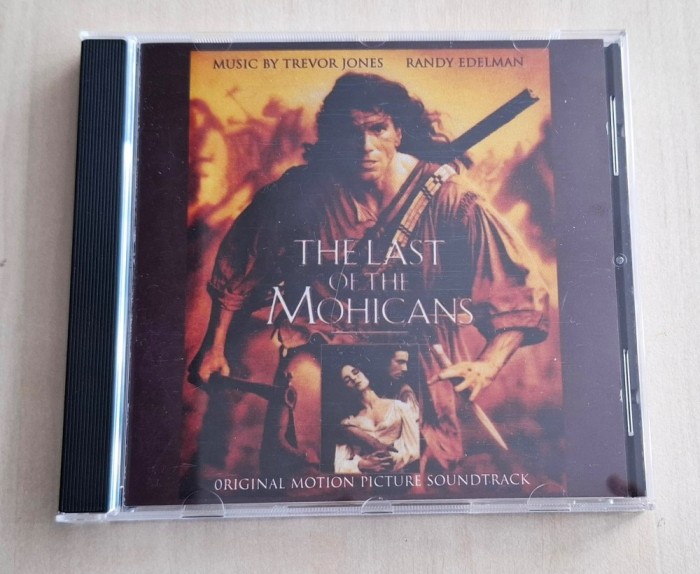 MUSIC BY TREVOR JONES RANDY EDELMAN
THE LAST
OF THE
MOHICANS
ORIGINAL MOTION PICTURE SOUNDTRACK